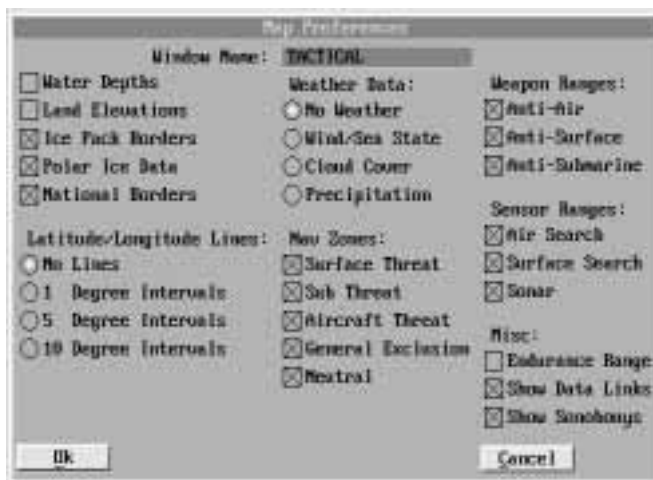 Map Preferences
Window Name: TACTICAL
Water Depths
Land Elevations
Ice Pack Borders
Polar Ice Data
National Borders
Weather Data:
No Weather
Wind/Sea State
Cloud Cover
Precipitation
Weapon Ranges:
Anti-Air
Anti-Surface
Anti-Submarine
Latitude/Longitude Lines:
No Lines
1 Degree Intervals
5 Degree Intervals
10 Degree Intervals
Nav Zones:
Surface Threat
Sub Threat
Aircraft Threat
General Exclusion
Neutral
Sensor Ranges:
Air Search
Surface Search
Sonar
Misc:
Endurance Range
Show Data Links
Show Sonobouys
Ok
Cancel